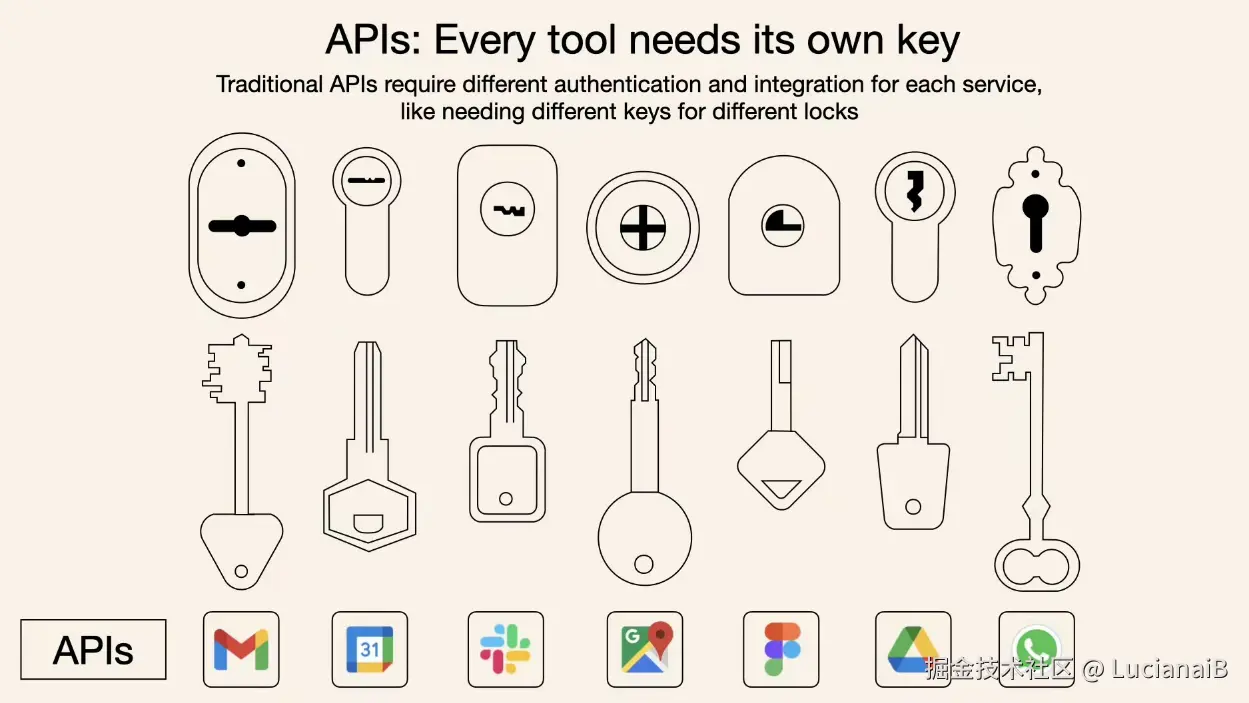 APIs: Every tool needs its own key
Traditional APIs require different authentication and integration for each service,
like needing different keys for different locks
APIs
31
G
掘金技术社区 @ LucianaiB